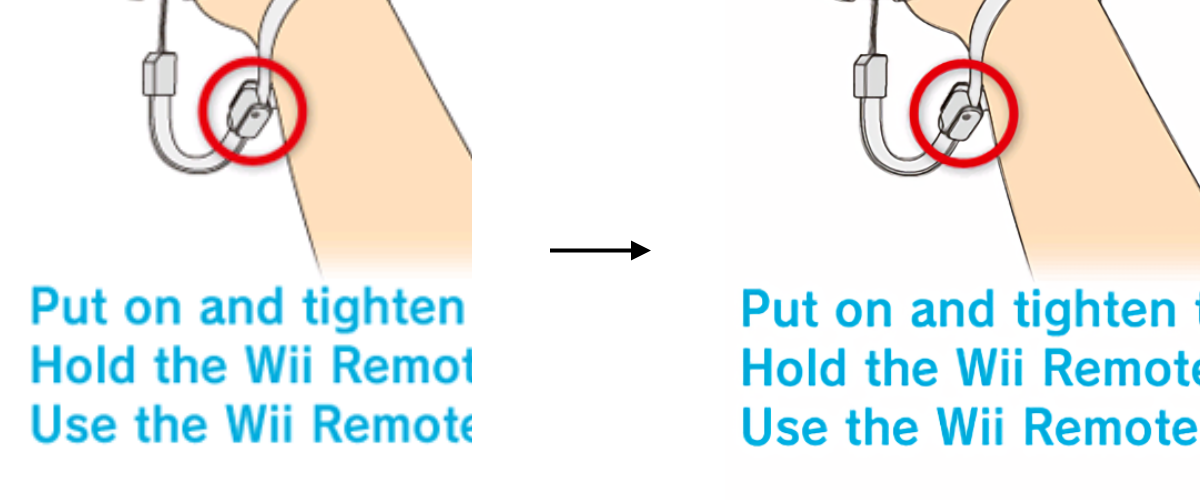 Put on and tighten
Hold the Wii Remot
Use the Wii Remote
Put on and tighten t
Hold the Wii Remote
Use the Wii Remote